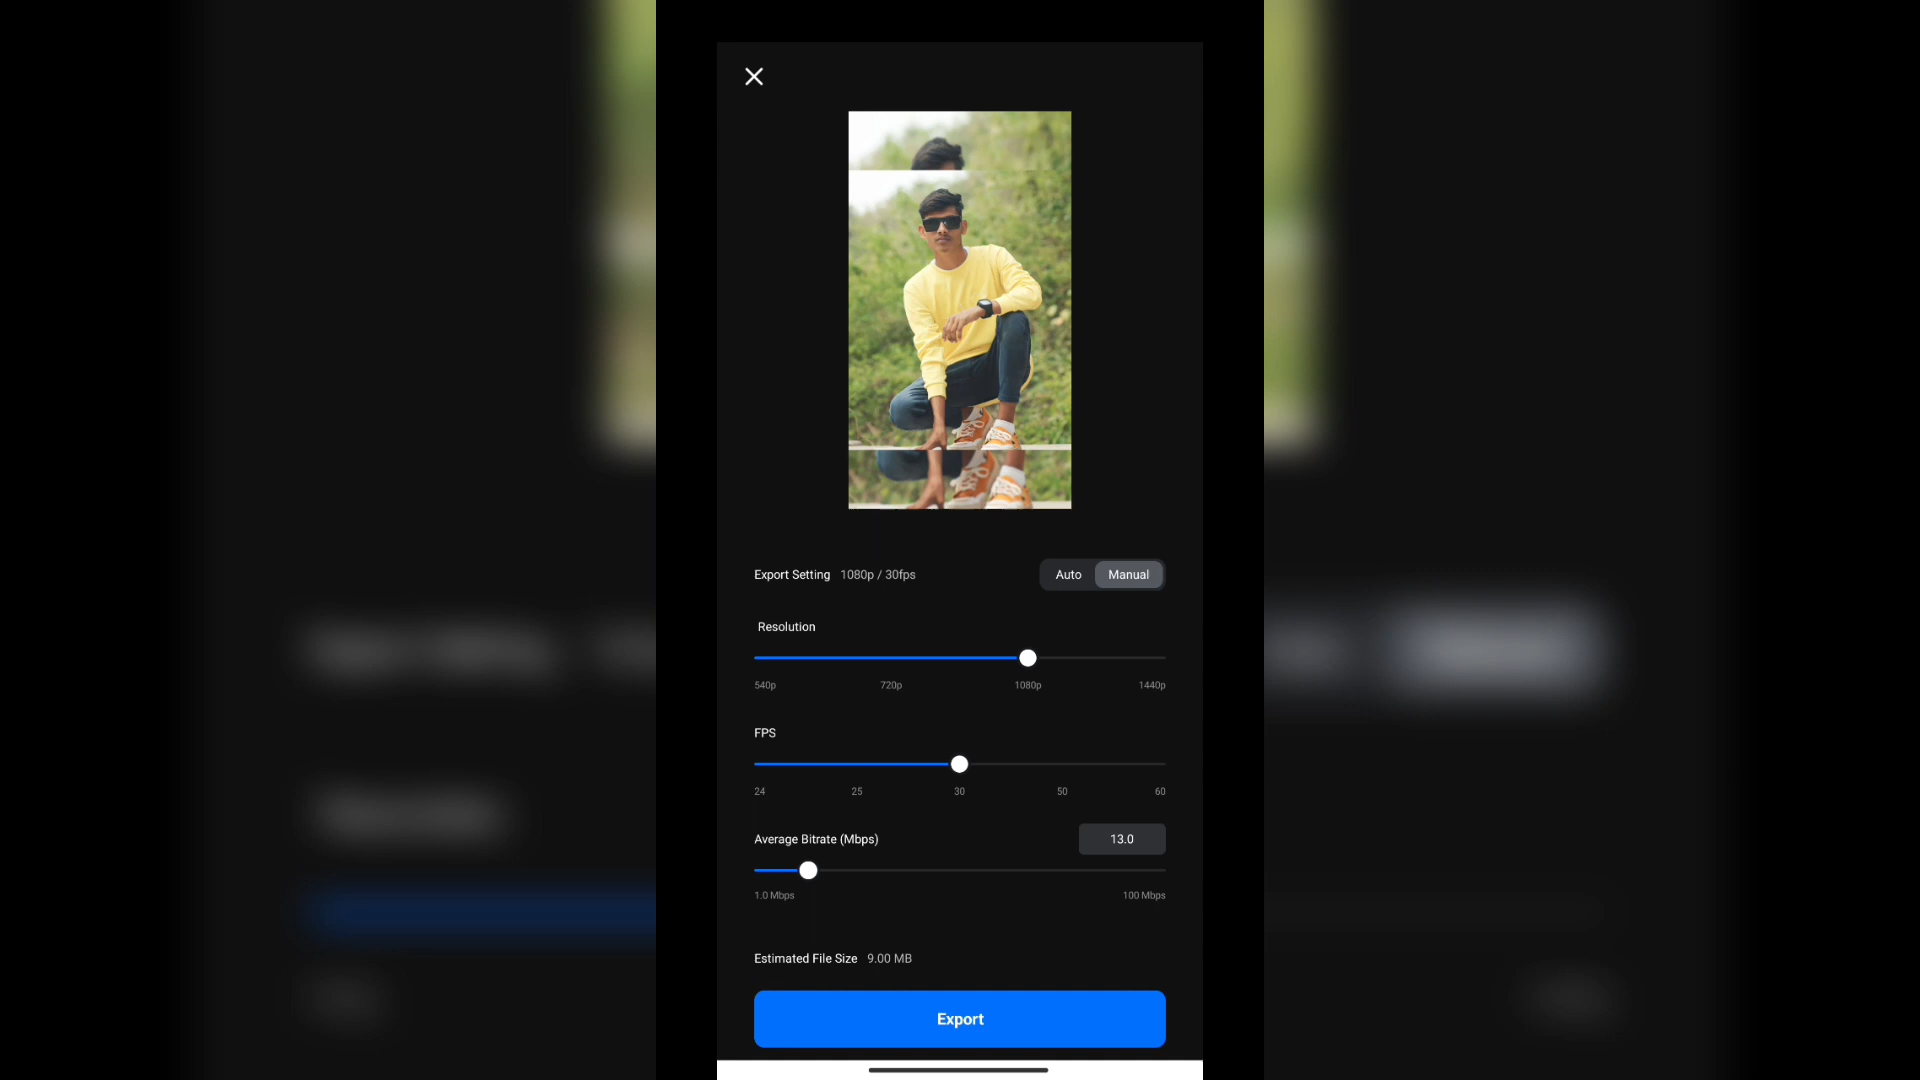 Export Setting 1080p / 30fps Auto Manual
Resolution
540p 720p 1080p 1440p
FPS
24 25 30 50 60
Average Bitrate (Mbps) 13.0
1.0 Mbps 100 Mbps
Estimated File Size 9.00 MB
Export